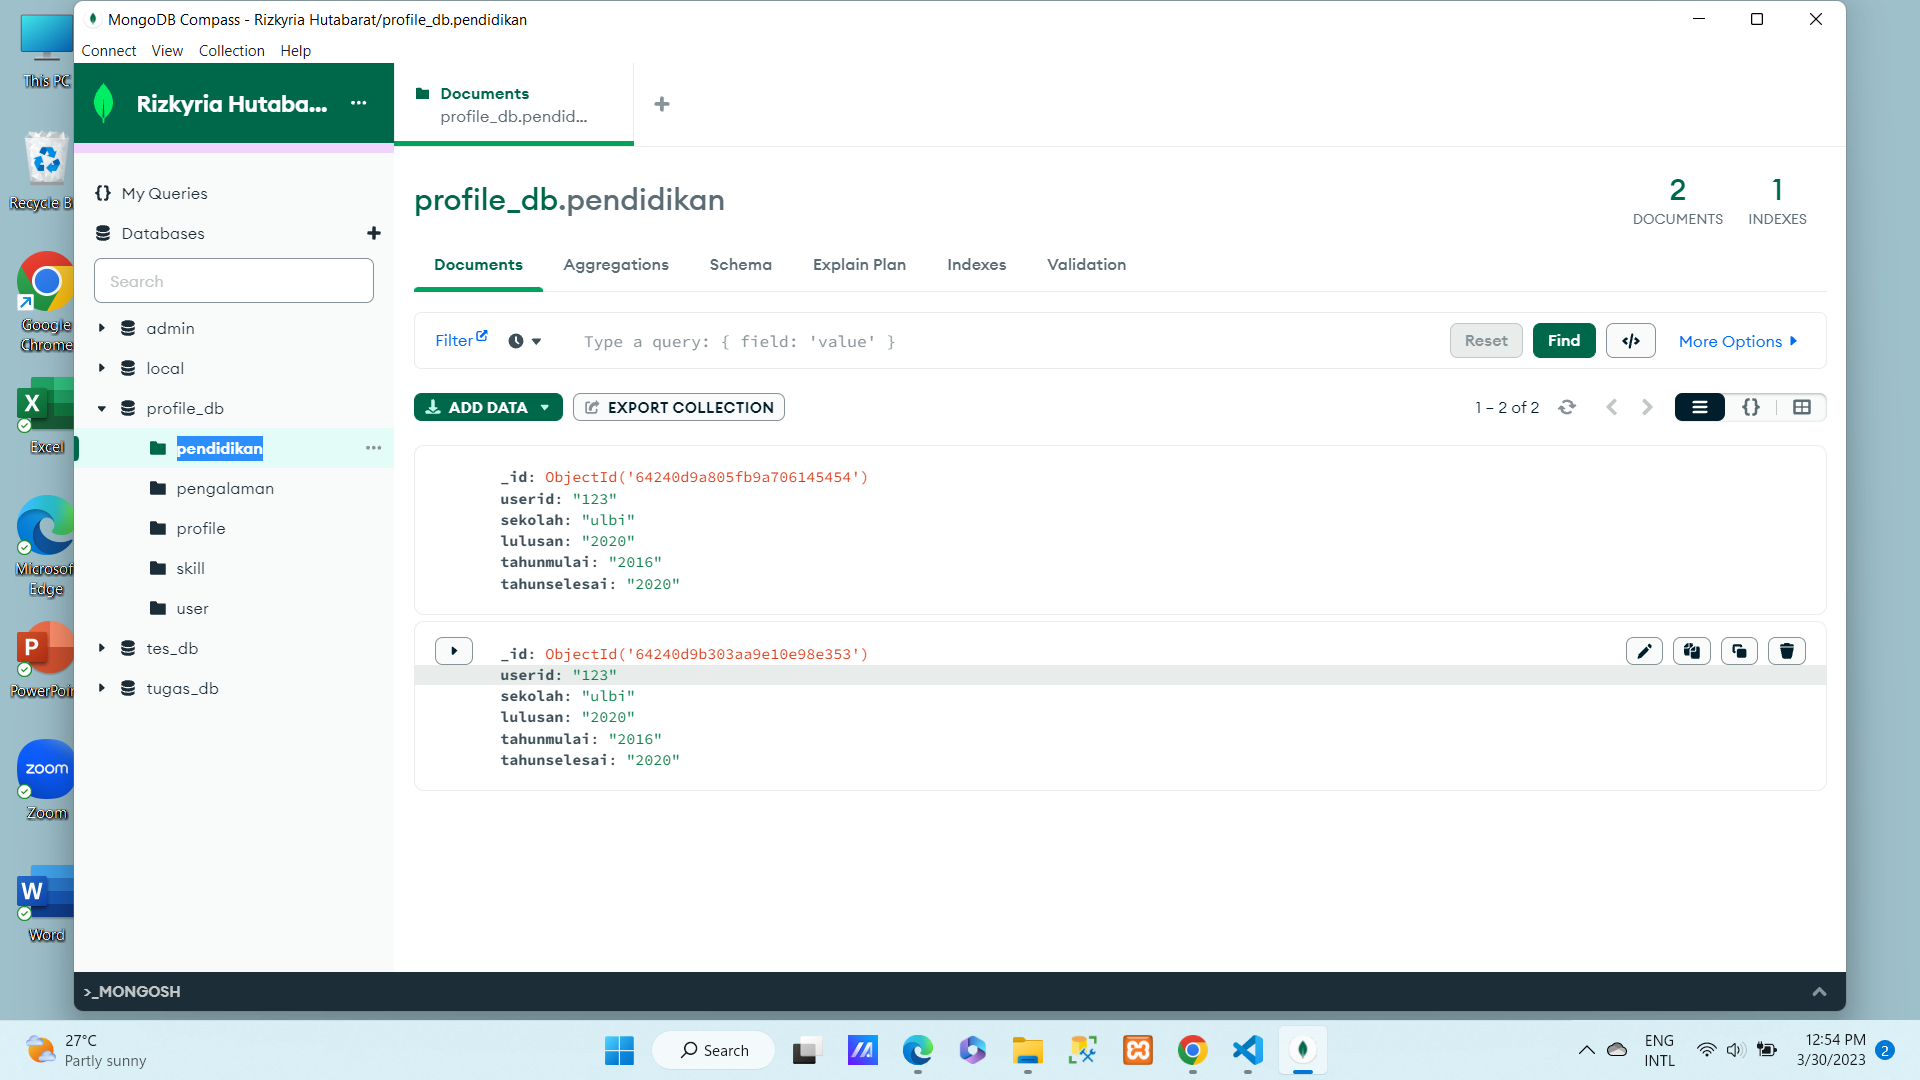 MongoDB Compass - Rizkyria Hutabarat/profile_db.pendidikan
Connect View Collection Help
Rizkyria Hutaba... ...
Documents
profile_db.pendid...
My Queries
Databases
Search
admin
local
profile_db
pendidikan
pengalaman
profile
skill
user
tes_db
tugas_db
profile_db.pendidikan
2
DOCUMENTS
1
INDEXES
Documents Aggregations Schema Explain Plan Indexes Validation
Filter
Type a query: { field: 'value' }
Reset Find </> More Options
ADD DATA EXPORT COLLECTION
1 – 2 of 2
{}
_id: ObjectId('64240d9a805fb9a706145454')
userid: "123"
sekolah: "ulbi"
lulusan: "2020"
tahunmulai: "2016"
tahunselesai: "2020"
_id: ObjectId('64240d9b303aa9e10e98e353')
userid: "123"
sekolah: "ulbi"
lulusan: "2020"
tahunmulai: "2016"
tahunselesai: "2020"
>_MONGOSH
This PC
Recycle B
Google
Chrome
Excel
Microsof
Edge
PowerPoin
zoom
Zoom
Word
27°C
Partly sunny
Search
ENG
INTL
12:54 PM
3/30/2023
2